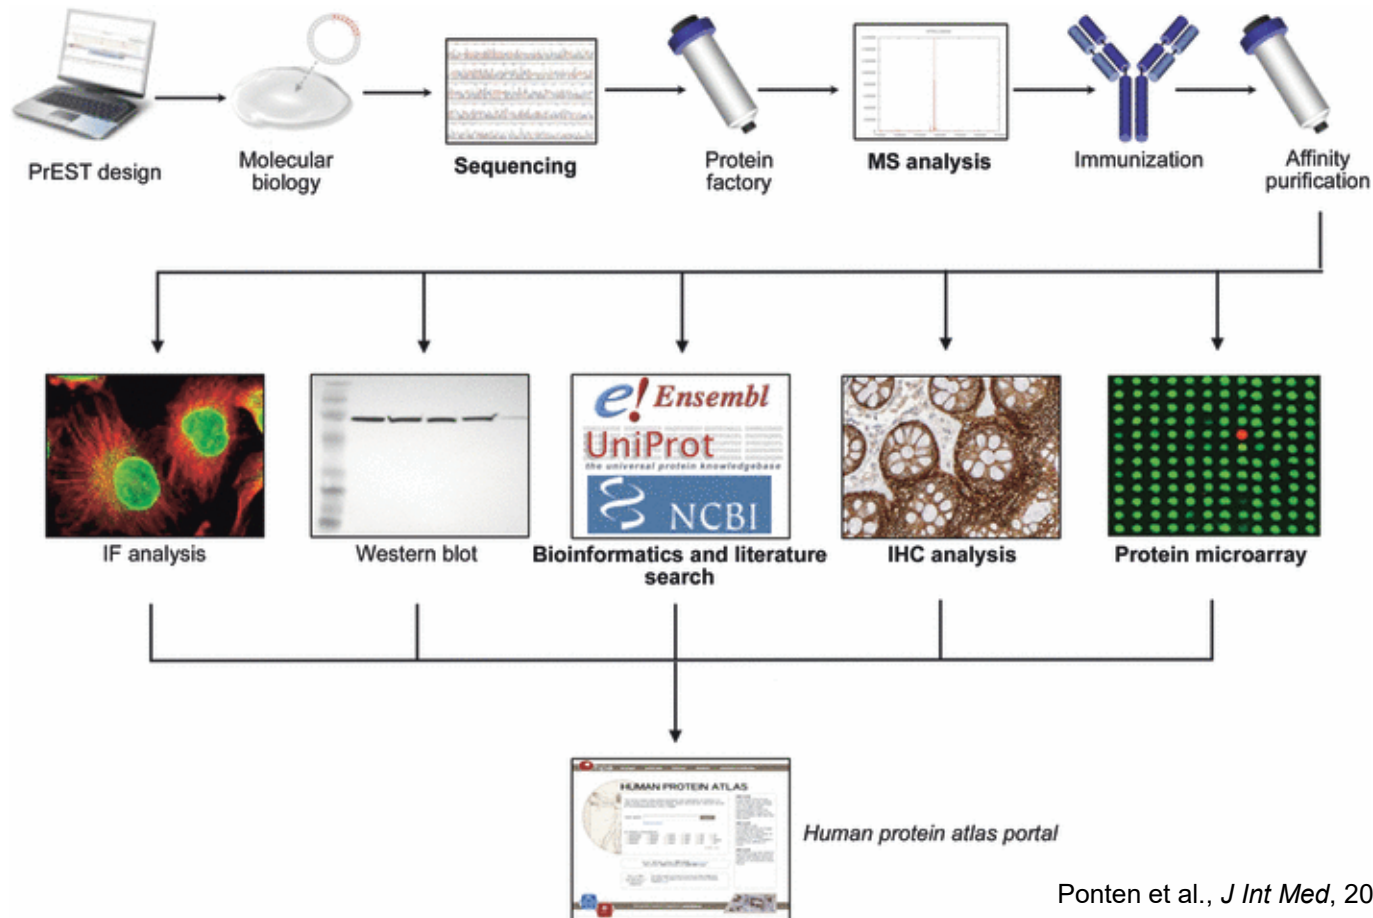 PrEST design
Molecular
biology
Sequencing
Protein
factory
MS analysis
Immunization
Affinity
purification
e! Ensembl
UniProt
the universal protein knowledgebase
NCBI
IF analysis
Western blot
Bioinformatics and literature
search
IHC analysis
Protein microarray
HUMAN PROTEIN ATLAS
Human protein atlas portal
Ponten et al., J Int Med, 20